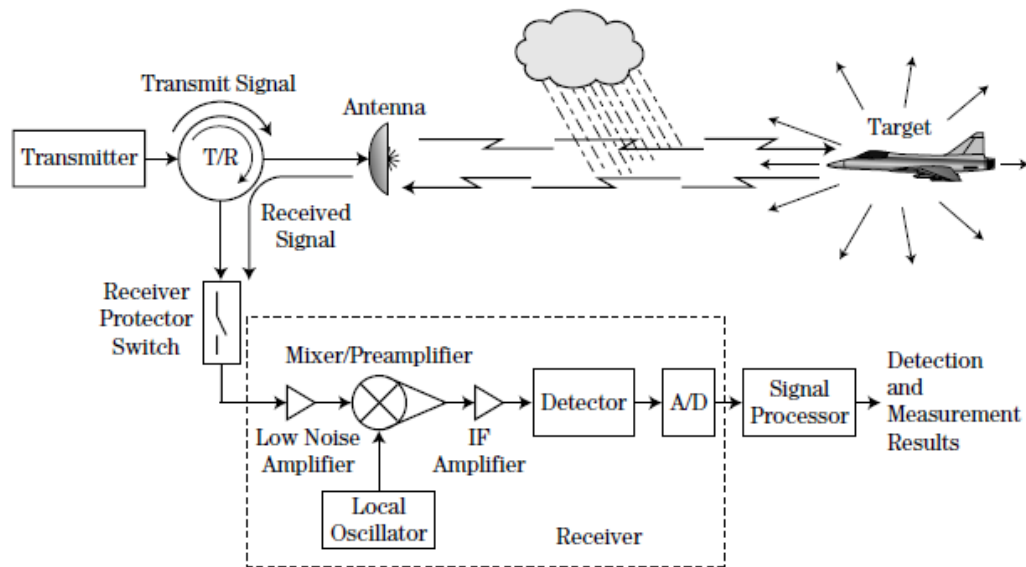 Transmit Signal
Antenna
Target
Transmitter
T/R
Received
Signal
Receiver
Protector
Switch
Mixer/Preamplifier
Detector
A/D
Signal
Processor
Detection
and
Measurement
Results
Low Noise
Amplifier
IF
Amplifier
Local
Oscillator
Receiver